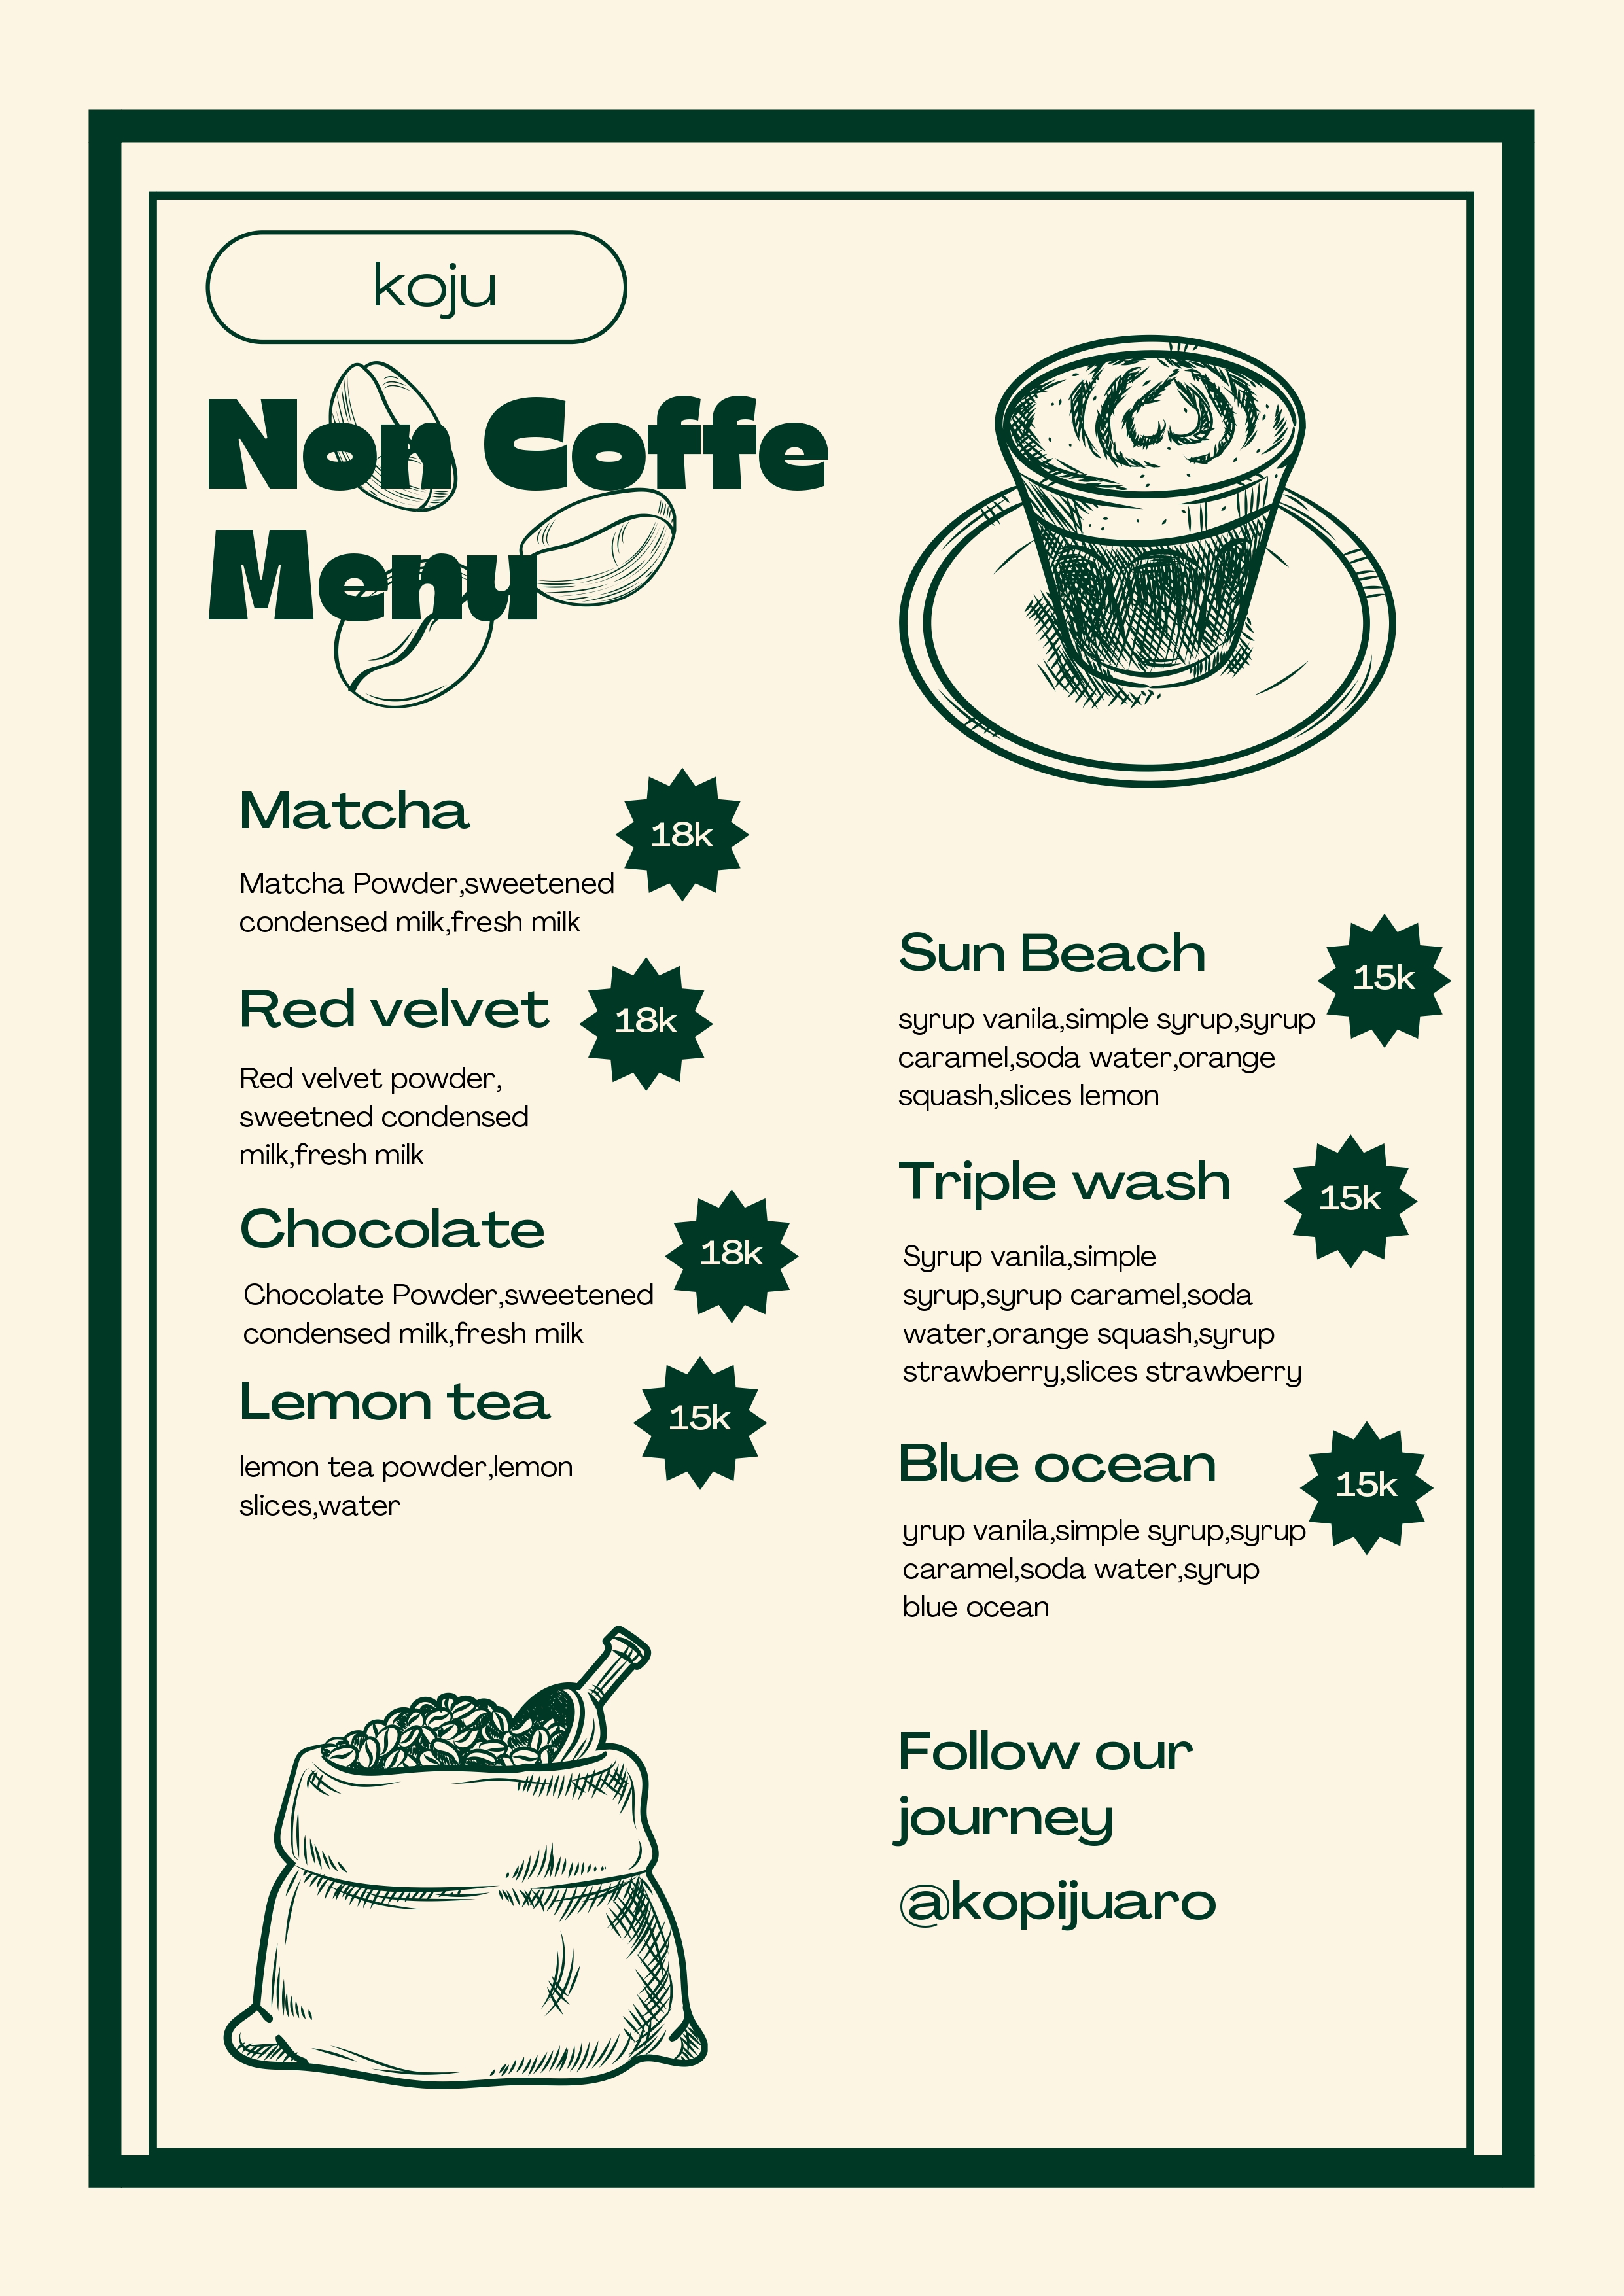 koju
Non Coffe
Menu
Matcha
18k
Matcha Powder,sweetened
condensed milk,fresh milk
Red velvet
18k
Red velvet powder,
sweetned condensed
milk,fresh milk
Chocolate
18k
Chocolate Powder,sweetened
condensed milk,fresh milk
Lemon tea
15k
lemon tea powder,lemon
slices,water
Sun Beach
15k
syrup vanila,simple syrup,syrup
caramel,soda water,orange
squash,slices lemon
Triple wash
15k
Syrup vanila,simple
syrup,syrup caramel,soda
water,orange squash,syrup
strawberry,slices strawberry
Blue ocean
15k
yrup vanila,simple syrup,syrup
caramel,soda water,syrup
blue ocean
Follow our
journey
@kopijuaro